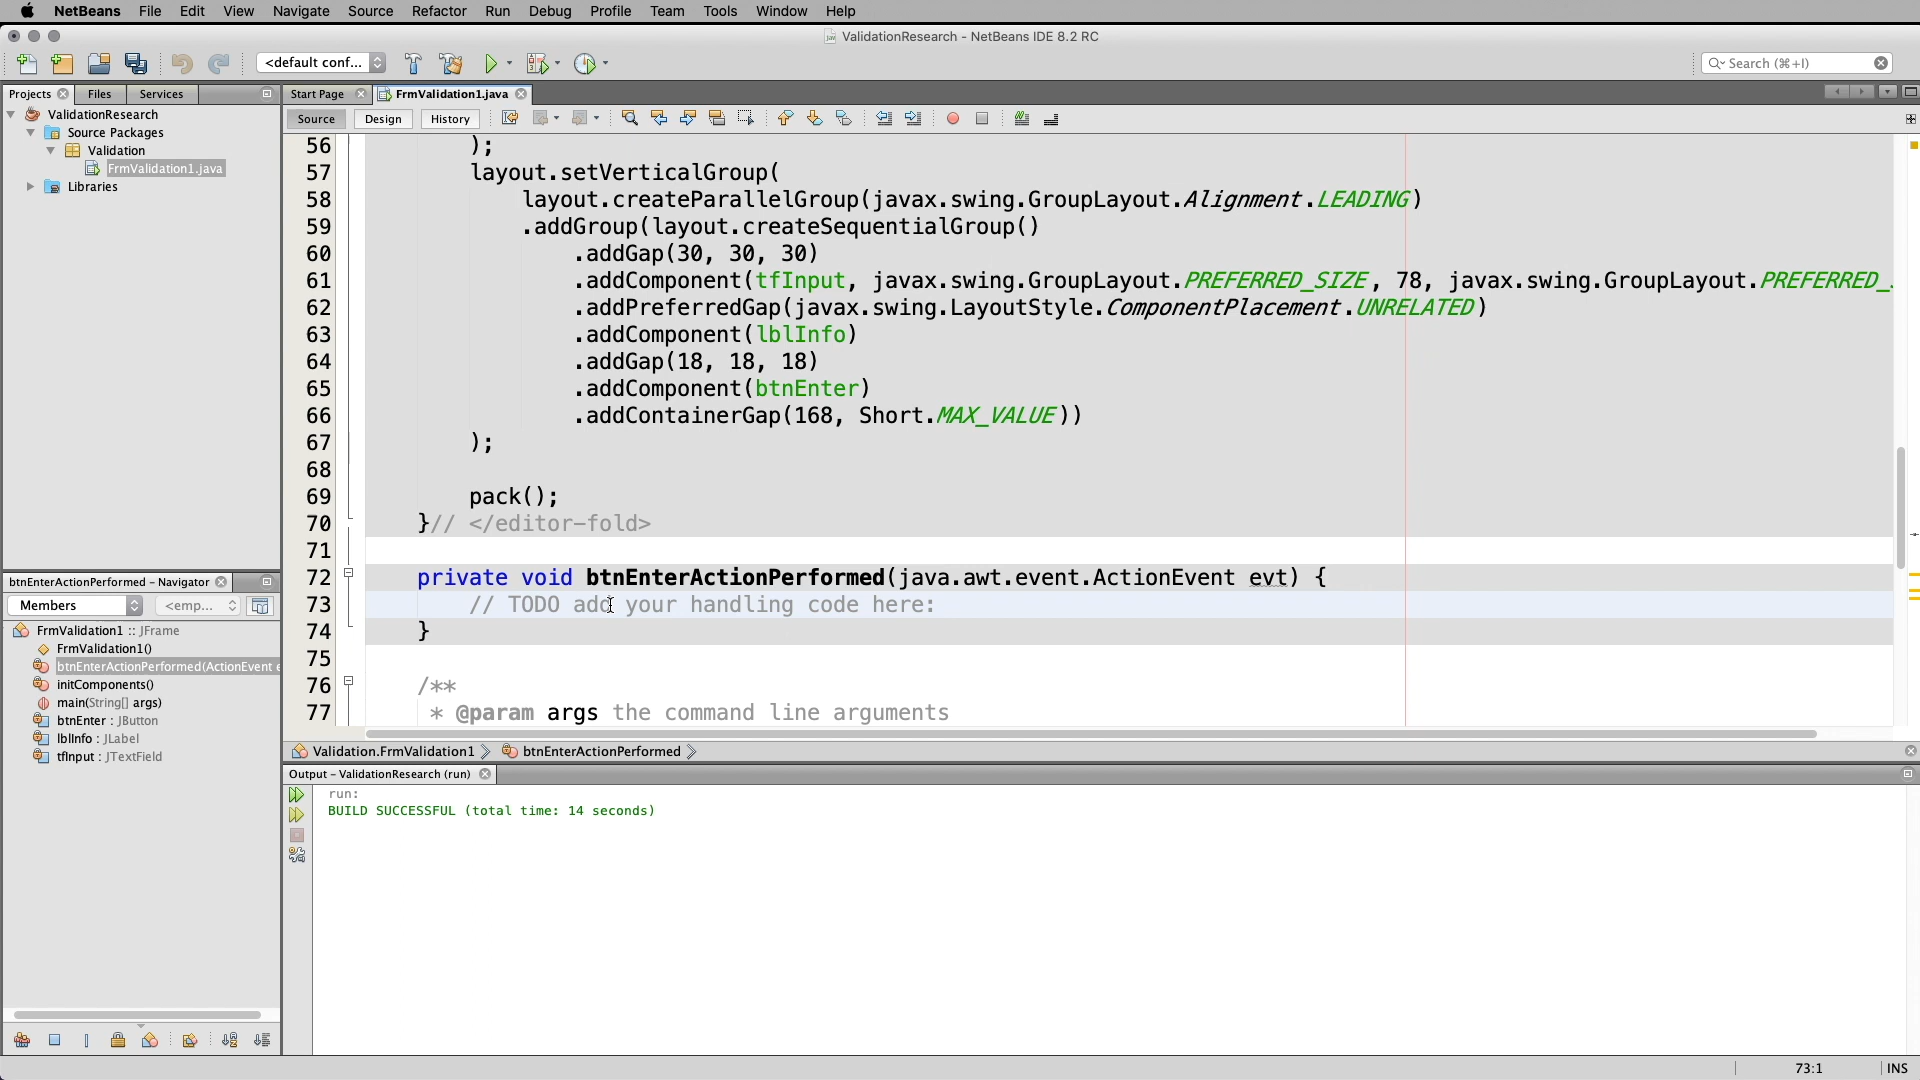 NetBeans File Edit View Navigate Source Refactor Run Debug Profile Team Tools Window Help
ValidationResearch - NetBeans IDE 8.2 RC
<default conf...
Search (⌘+I)
Projects Files Services
Start Page FrmValidation1.java
ValidationResearch
Source Packages
Validation
FrmValidation1.java
Libraries
Source Design History
56 );
57 layout.setVerticalGroup(
58 layout.createParallelGroup(javax.swing.GroupLayout.Alignment.LEADING)
59 .addGroup(layout.createSequentialGroup()
60 .addGap(30, 30, 30)
61 .addComponent(tfInput, javax.swing.GroupLayout.PREFERRED_SIZE, 78, javax.swing.GroupLayout.PREFERRED_
62 .addPreferredGap(javax.swing.LayoutStyle.ComponentPlacement.UNRELATED)
63 .addComponent(lblInfo)
64 .addGap(18, 18, 18)
65 .addComponent(btnEnter)
66 .addContainerGap(168, Short.MAX_VALUE))
67 );
68
69 pack();
70 }// </editor-fold>
71
72 private void btnEnterActionPerformed(java.awt.event.ActionEvent evt) {
73 // TODO add your handling code here:
74 }
75
76 /**
77 * @param args the command line arguments
btnEnterActionPerformed - Navigator
Members <emp...
FrmValidation1 :: JFrame
FrmValidation1()
btnEnterActionPerformed(ActionEvent e
initComponents()
main(String[] args)
btnEnter : JButton
lblInfo : JLabel
tfInput : JTextField
Validation.FrmValidation1 btnEnterActionPerformed
Output - ValidationResearch (run)
run:
BUILD SUCCESSFUL (total time: 14 seconds)
73:1 INS